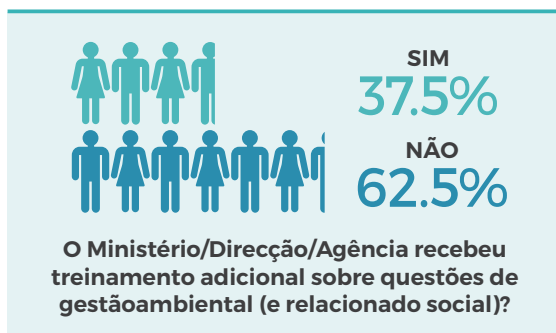 SIM
37.5%
NÃO
62.5%
O Ministério/Direcção/Agência recebeu
treinamento adicional sobre questões de
gestãoambiental (e relacionado social)?